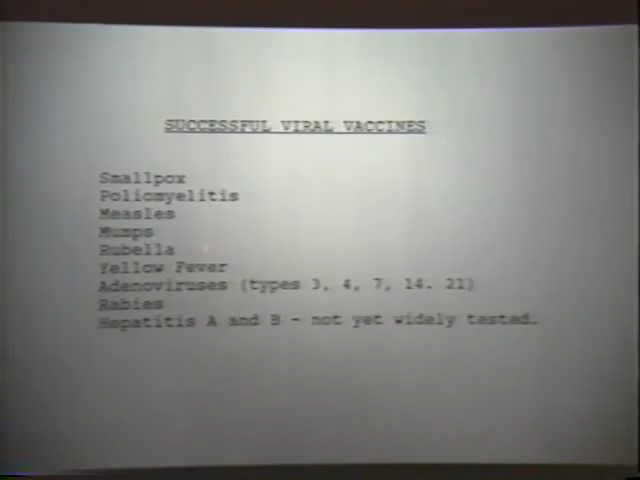 SUCCESSFUL VIRAL VACCINES
Smallpox
Poliomyelitis
Measles
Mumps
Rubella
Yellow Fever
Adenoviruses (types 3, 4, 7, 14. 21)
Rabies
Hepatitis A and B - not yet widely tested.